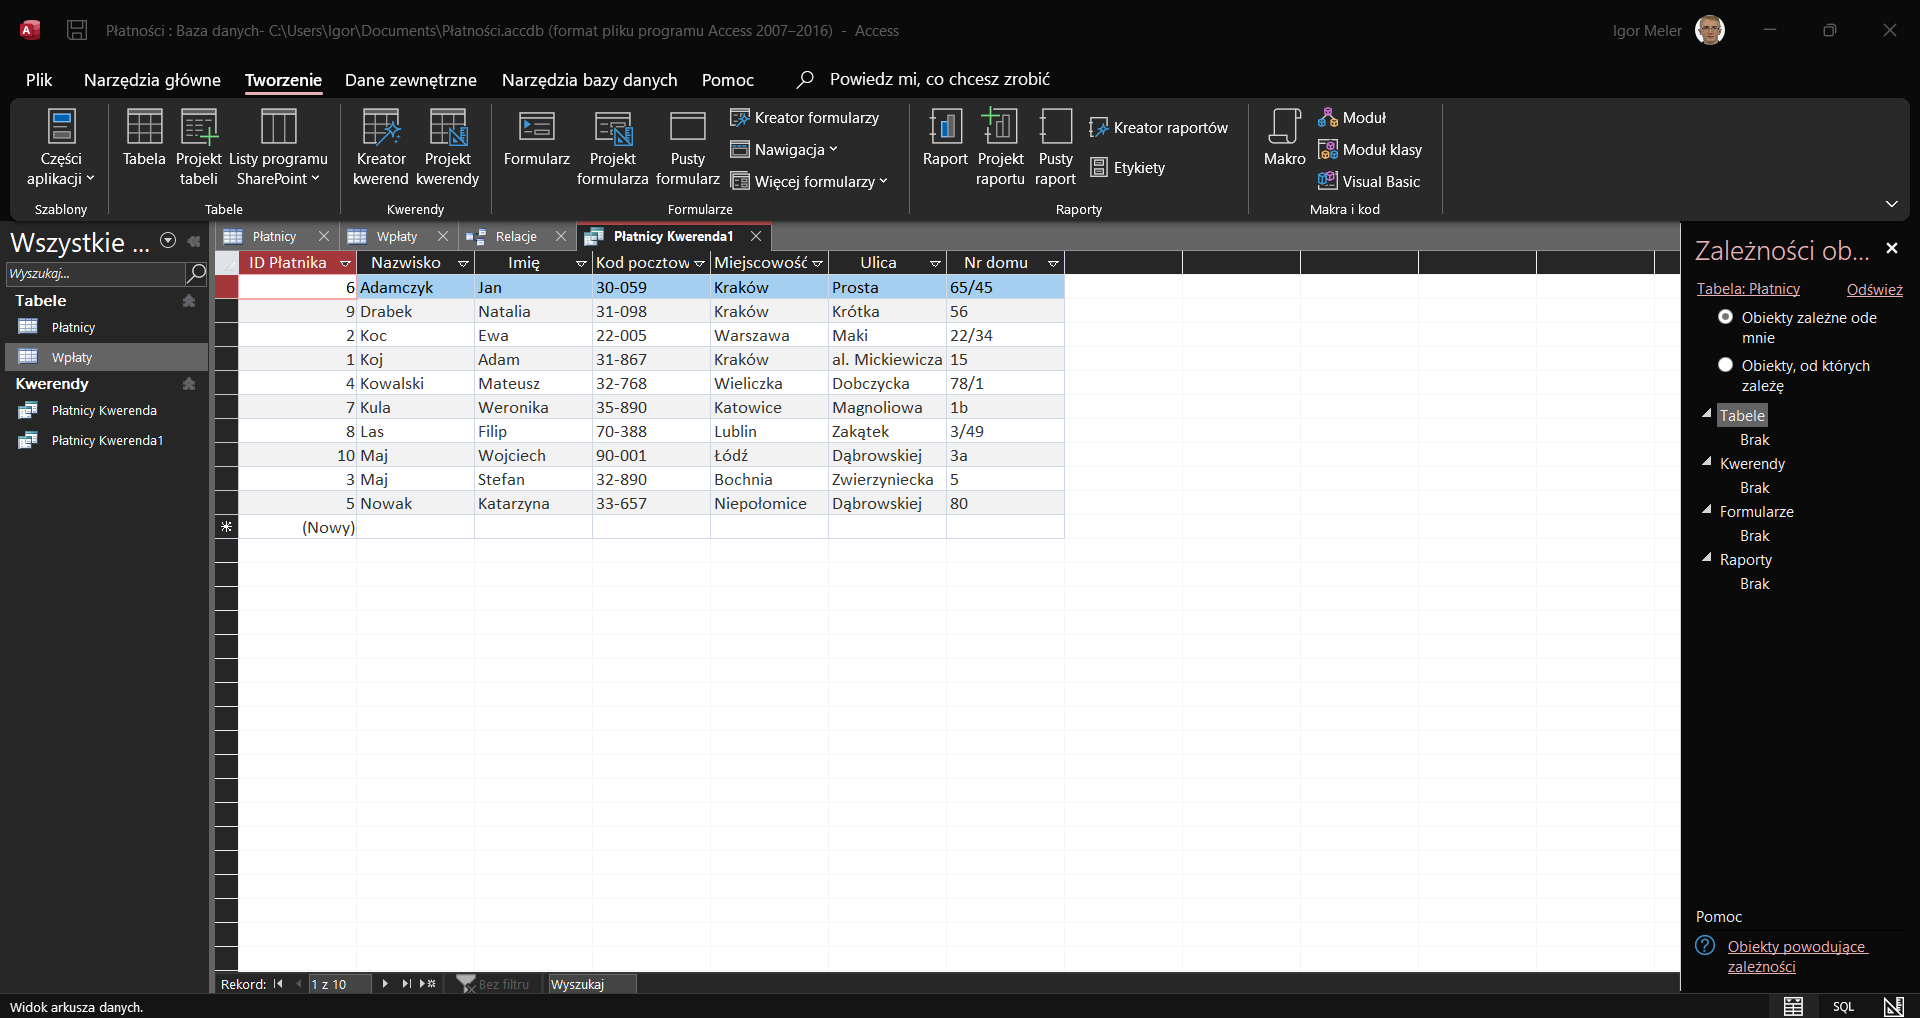 Płatności : Baza danych- C:\Users\Igor\Documents\Płatności.accdb (format pliku programu Access 2007–2016) - Access
Igor Meler
Plik Narzędzia główne Tworzenie Dane zewnętrzne Narzędzia bazy danych Pomoc Powiedz mi, co chcesz zrobić
Części aplikacji
Szablony
Tabela
Projekt tabeli
Listy programu SharePoint
Tabele
Kreator kwerend
Projekt kwerendy
Kwerendy
Formularz
Projekt formularza
Pusty formularz
Kreator formularzy
Nawigacja
Więcej formularzy
Formularze
Raport
Projekt raportu
Pusty raport
Kreator raportów
Etykiety
Raporty
Makro
Moduł
Moduł klasy
Visual Basic
Makra i kod
Wszystkie ...
Wyszukaj...
Tabele
Płatnicy
Wpłaty
Kwerendy
Płatnicy Kwerenda
Płatnicy Kwerenda1
Płatnicy Wpłaty Relacje Płatnicy Kwerenda1
ID Płatnika Nazwisko Imię Kod pocztow Miejscowość Ulica Nr domu
6 Adamczyk Jan 30-059 Kraków Prosta 65/45
9 Drabek Natalia 31-098 Kraków Krótka 56
2 Koc Ewa 22-005 Warszawa Maki 22/34
1 Koj Adam 31-867 Kraków al. Mickiewicza 15
4 Kowalski Mateusz 32-768 Wieliczka Dobczycka 78/1
7 Kula Weronika 35-890 Katowice Magnoliowa 1b
8 Las Filip 70-388 Lublin Zakątek 3/49
10 Maj Wojciech 90-001 Łódź Dąbrowskiej 3a
3 Maj Stefan 32-890 Bochnia Zwierzyniecka 5
5 Nowak Katarzyna 33-657 Niepołomice Dąbrowskiej 80
(Nowy)
Rekord: 1 z 10 Bez filtru Wyszukaj
Zależności ob...
Tabela: Płatnicy Odśwież
Obiekty zależne ode
mnie
Obiekty, od których
zależę
Tabele
Brak
Kwerendy
Brak
Formularze
Brak
Raporty
Brak
Pomoc
Obiekty powodujące
zależności
Widok arkusza danych.
SQL